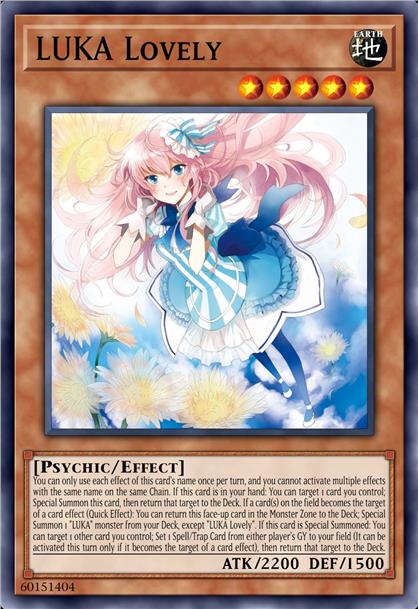 LUKA Lovely
EARTH
地
[Psychic/Effect]
You can only use each effect of this card's name once per turn, and you cannot activate multiple effects
with the same name on the same Chain. If this card is in your hand: You can target 1 card you control;
Special Summon this card, then return that target to the Deck. If a card(s) on the field becomes the target
of a card effect (Quick Effect): You can return this face-up card in the Monster Zone to the Deck; Special
Summon 1 "LUKA" monster from your Deck, except "LUKA Lovely". If this card is Special Summoned: You can
target 1 other card you control; Set 1 Spell/Trap Card from either player's GY to your field (It can be
activated this turn only if it becomes the target of a card effect), then return that target to the Deck.
ATK/2200 DEF/1500
60151404